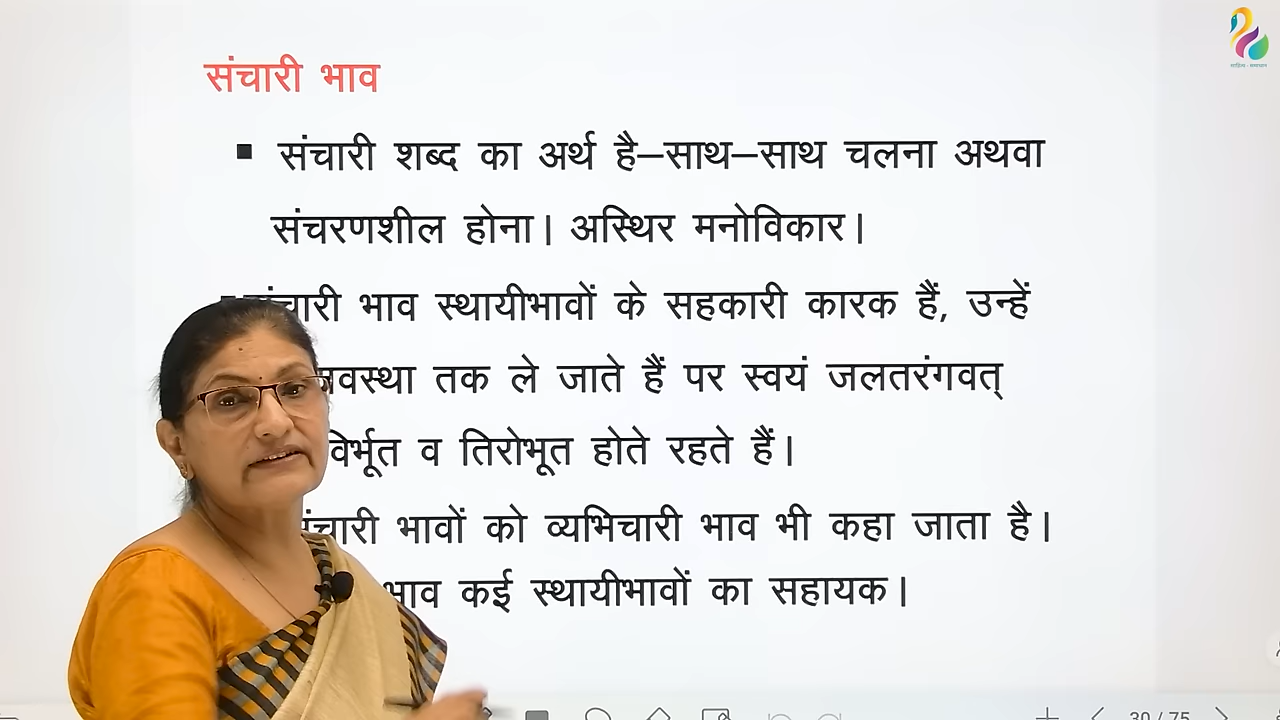 संचारी भाव
▪ संचारी शब्द का अर्थ है–साथ–साथ चलना अथवा
संचरणशील होना। अस्थिर मनोविकार।
भाव स्थायीभावों के सहकारी कारक हैं, उन्हें
तक ले जाते हैं पर स्वयं जलतरंगवत्
व तिरोभूत होते रहते हैं।
भावों को व्यभिचारी भाव भी कहा जाता है।
भाव कई स्थायीभावों का सहायक।
30 / 75